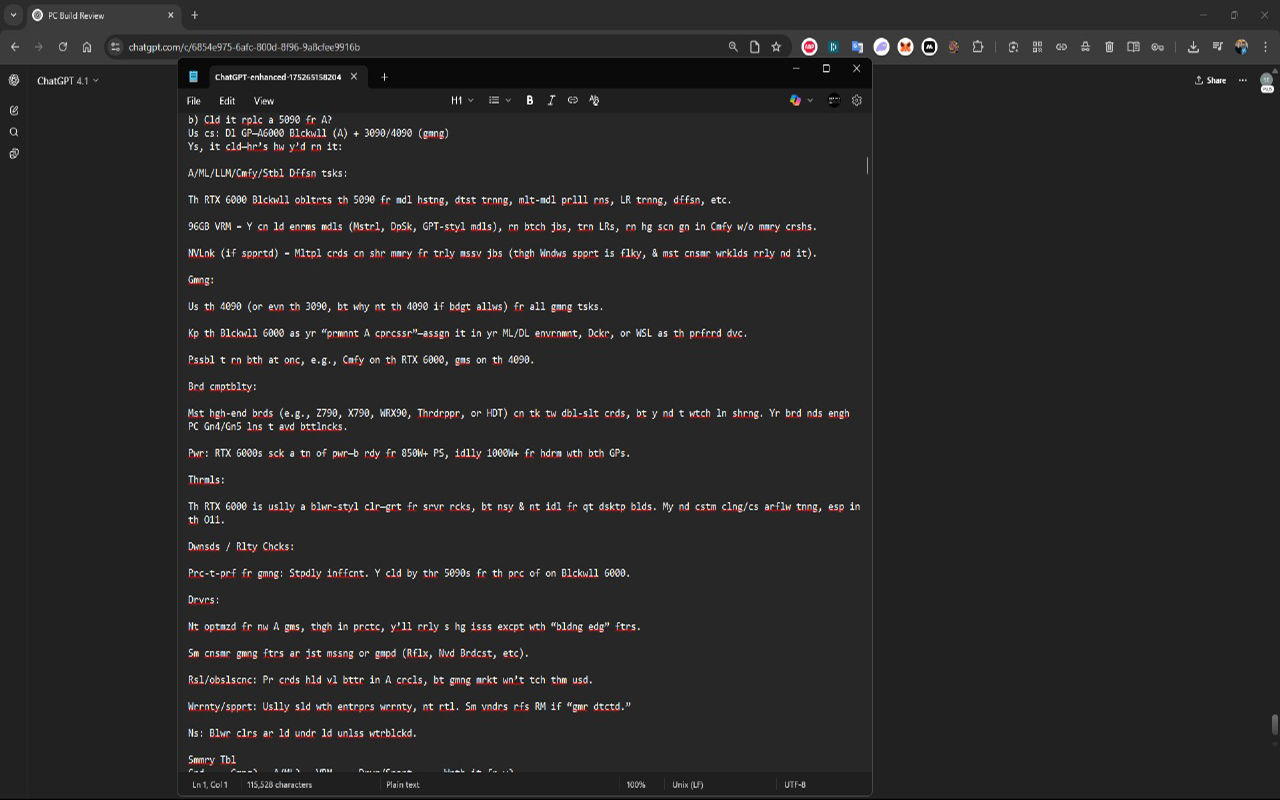 PC Build Review
chatgpt.com/c/6854e975-6afc-800d-8f96-9a8cfee9916b
ChatGPT 4.1
Share
ChatGPT-enhanced-175265158204
File Edit View
H1
b) Cld it rplc a 5090 fr A?
Us cs: Dl GP—A6000 Blckwll (A) + 3090/4090 (gmng)
Ys, it cld—hr’s hw y’d rn it:
A/ML/LLM/Cmfy/Stbl Dffsn tsks:
Th RTX 6000 Blckwll obltrts th 5090 fr mdl hstng, dtst trnng, mlt-mdl prlll rns, LR trnng, dffsn, etc.
96GB VRM – Y cn ld enrms mdls (Mstrl, DpSk, GPT-styl mdls), rn btch jbs, trn LRs, rn hg scn gn in Cmfy w/o mmry crshs.
NVLnk (if spprtd) – Mltpl crds cn shr mmry fr trly mssv jbs (thgh Wndws spprt is flky, & mst cnsmr wrklds rrly nd it).
Gmng:
Us th 4090 (or evn th 3090, bt why nt th 4090 if bdgt allws) fr all gmng tsks.
Kp th Blckwll 6000 as yr “prmnnt A cprcssr”—assgn it in yr ML/DL envrnmnt, Dckr, or WSL as th prfrrd dvc.
Pssbl t rn bth at onc, e.g., Cmfy on th RTX 6000, gms on th 4090.
Brd cmptblty:
Mst hgh-end brds (e.g., Z790, X790, WRX90, Thrdrppr, or HDT) cn tk tw dbl-slt crds, bt y nd t wtch ln shrng. Yr brd nds engh
PC Gn4/Gn5 lns t avd bttlncks.
Pwr: RTX 6000s sck a tn of pwr—b rdy fr 850W+ PS, idlly 1000W+ fr hdrm wth bth GPs.
Thrmls:
Th RTX 6000 is uslly a blwr-styl clr—grt fr srvr rcks, bt nsy & nt idl fr qt dsktp blds. My nd cstm clng/cs arflw tnng, esp in
th O11.
Dwnsds / Rlty Chcks:
Prc-t-prf fr gmng: Stpdly inffcnt. Y cld by thr 5090s fr th prc of on Blckwll 6000.
Drvrs:
Nt optmzd fr nw A gms, thgh in prctc, y’ll rrly s hg isss excpt wth “bldng edg” ftrs.
Sm cnsmr gmng ftrs ar jst mssng or gmpd (Rflx, Nvd Brdcst, etc).
Rsl/obslscnc: Pr crds hld vl bttr in A crcls, bt gmng mrkt wn’t tch thm usd.
Wrrnty/spprt: Uslly sld wth entrprs wrrnty, nt rtl. Sm vndrs rfs RM if “gmr dtctd.”
Ns: Blwr clrs ar ld undr ld unlss wtrblckd.
Smmry Tbl
Ln 1, Col 1 115,528 characters Plain text 100% Unix (LF) UTF-8